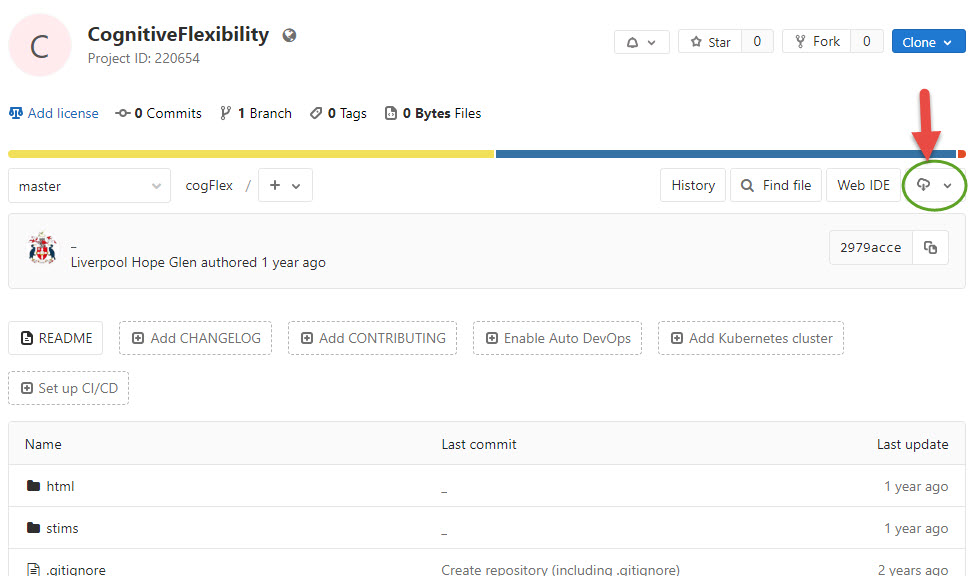 C
CognitiveFlexibility
Project ID: 220654
Star 0 Fork 0 Clone
Add license 0 Commits 1 Branch 0 Tags 0 Bytes Files
master cogFlex / + History Find file Web IDE
_
Liverpool Hope Glen authored 1 year ago 2979acce
README Add CHANGELOG Add CONTRIBUTING Enable Auto DevOps Add Kubernetes cluster
Set up CI/CD
Name Last commit Last update
html _ 1 year ago
stims _ 1 year ago
.gitignore Create repository (including .gitignore) 2 years ago